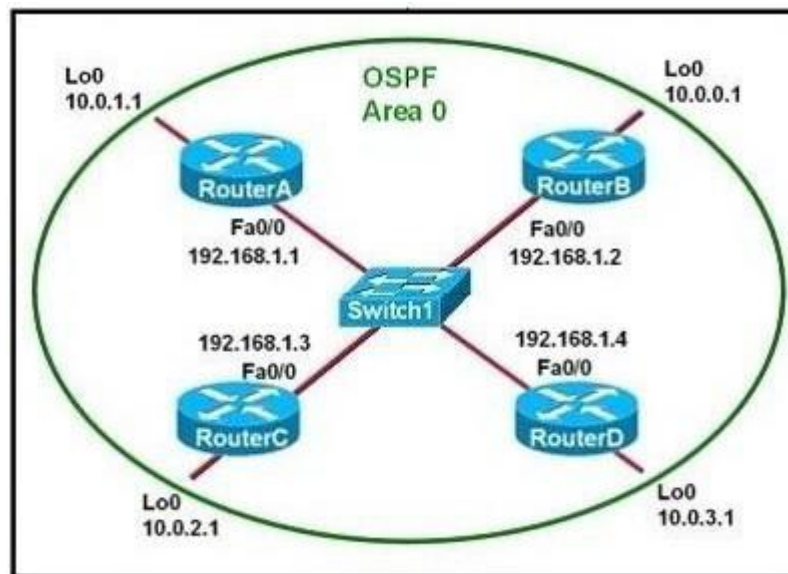 OSPF
Area 0
Lo0
10.0.1.1
Lo0
10.0.0.1
RouterA
RouterB
Fa0/0
192.168.1.1
Fa0/0
192.168.1.2
Switch1
192.168.1.3
Fa0/0
192.168.1.4
Fa0/0
RouterC
RouterD
Lo0
10.0.2.1
Lo0
10.0.3.1